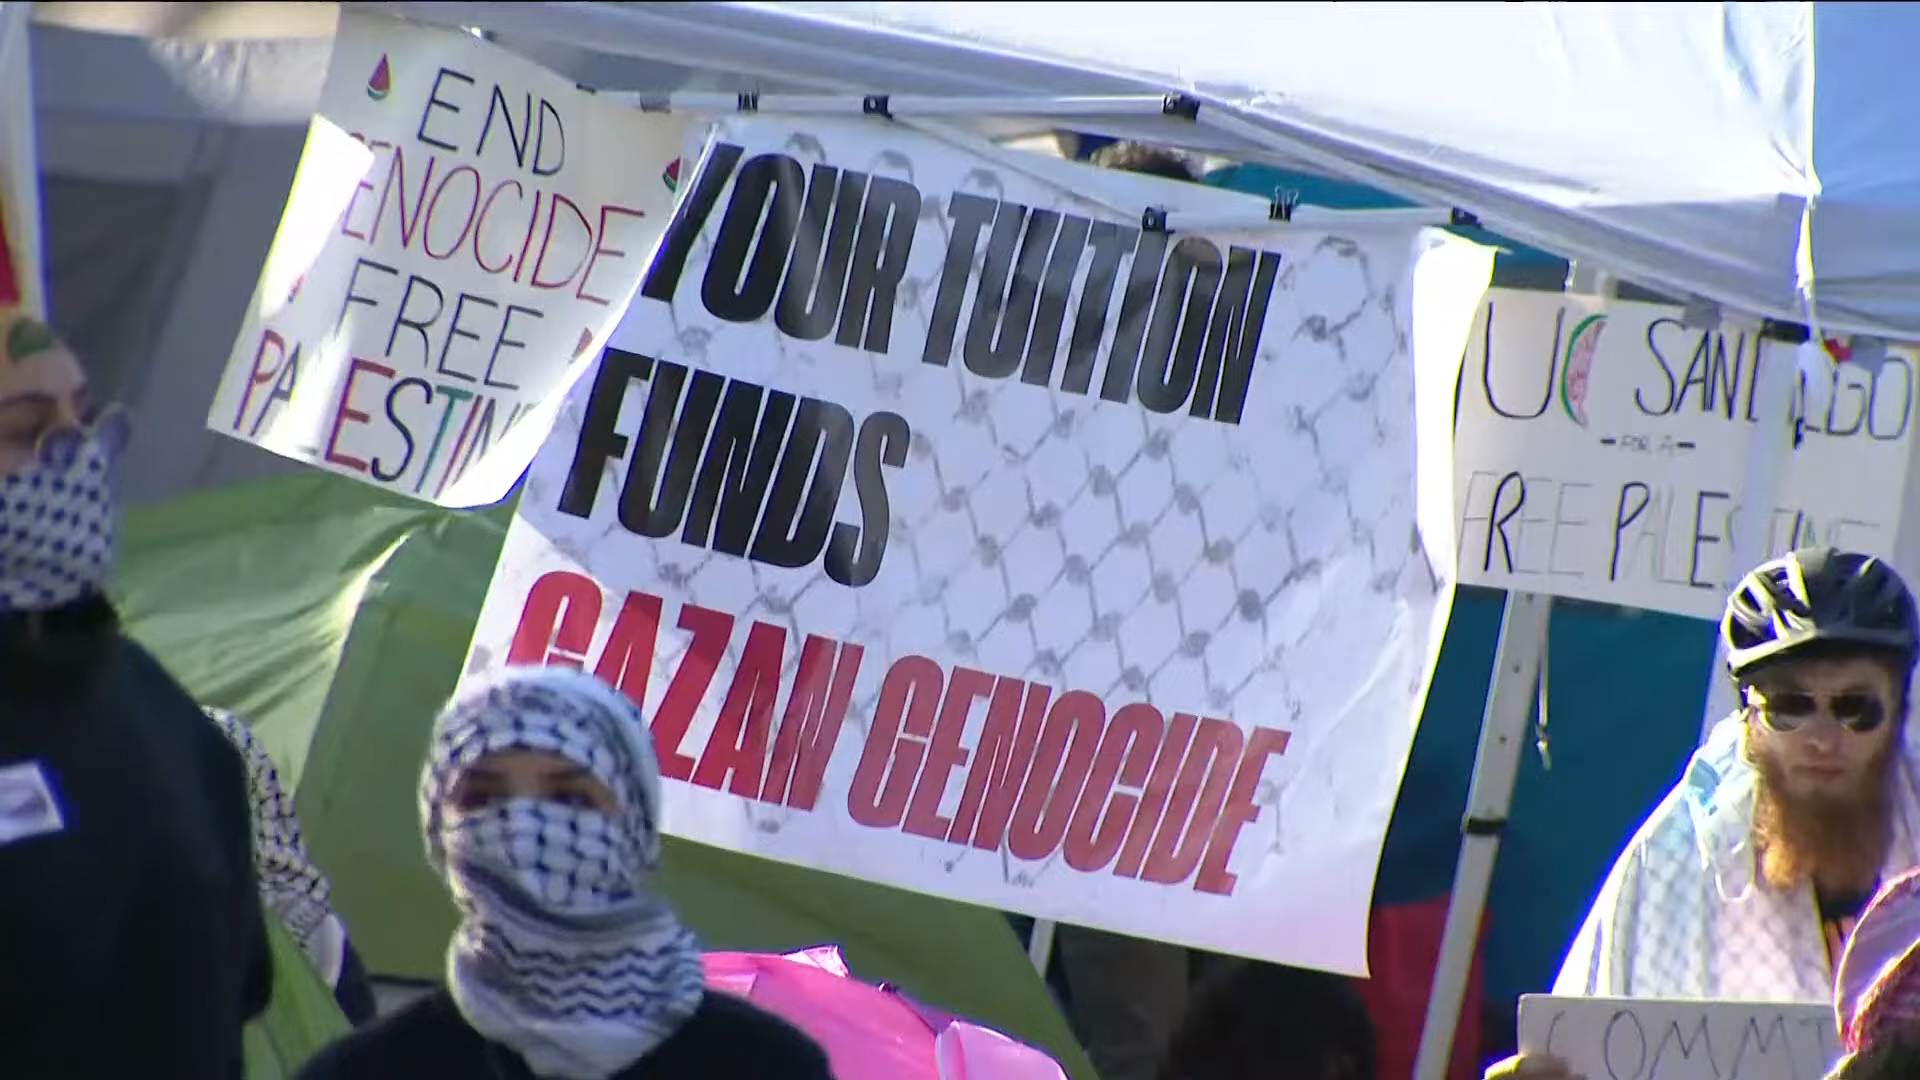 END
GENOCIDE
FREE
PALESTINE
YOUR TUITION
FUNDS
GAZAN GENOCIDE
UC SAN DIEGO
FOR A
FREE PALESTINE